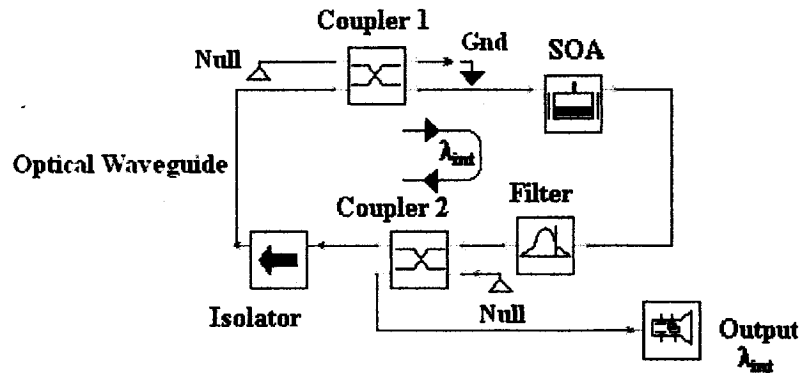 Coupler 1
Null
Gnd
SOA
λint
Optical Waveguide
Coupler 2
Filter
Isolator
Null
Output
λint